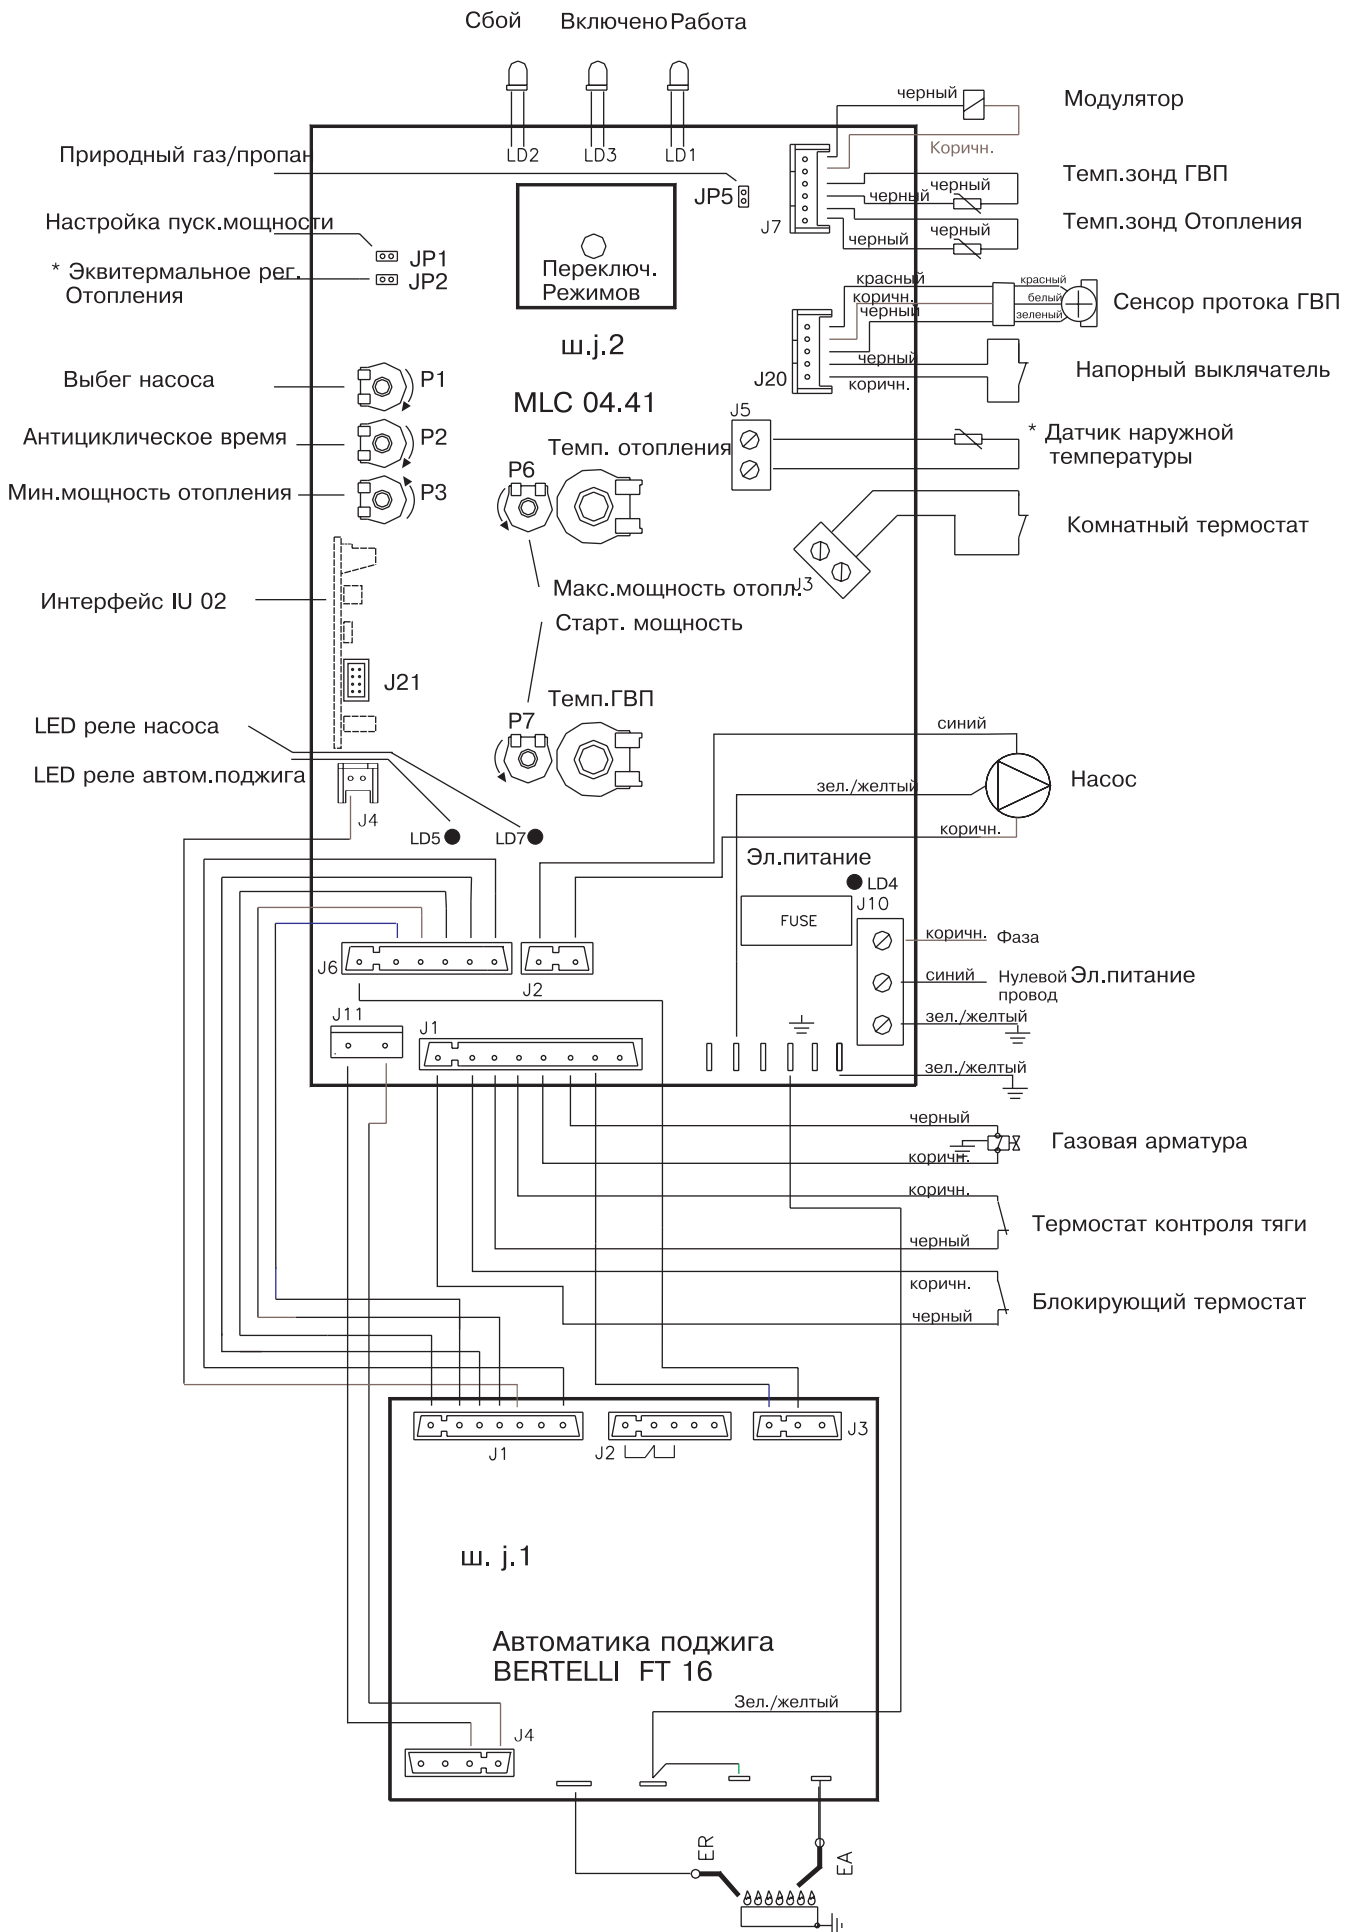 Сбой Включено Работа
LD2 LD3 LD1
черный
Модулятор
Коричн.
Природный газ/пропан
JP5
J7
черный
Темп.зонд ГВП
черный
черный
Темп.зонд Отопления
черный
Настройка пуск.мощности
JP1
* Эквитермальное рег.
Отопления
JP2
Переключ.
Режимов
красный
коричн.
черный
красный
белый
зеленый
Сенсор протока ГВП
ш.j.2
черный
J20
коричн.
Напорный выклячатель
Выбег насоса
P1
MLC 04.41
J5
Антициклическое время
P2
Темп. отопления
* Датчик наружной
температуры
Мин.мощность отопления
P3
P6
Комнатный термостат
J3
Макс.мощность отопл.
Интерфейс IU 02
Старт. мощность
J21
Темп.ГВП
P7
LED реле насоса
LED реле автом.поджига
J4
LD5
LD7
синий
зел./желтый
Насос
коричн.
Эл.питание
LD4
J10
FUSE
коричн. Фаза
синий
Нулевой
провод
Эл.питание
зел./желтый
зел./желтый
J6
J2
J11
J1
черный
Газовая арматура
коричн.
коричн.
Термостат контроля тяги
черный
коричн.
Блокирующий термостат
черный
J1
J2
J3
ш. j.1
Автоматика поджига
BERTELLI FT 16
Зел./желтый
J4
ER
EA